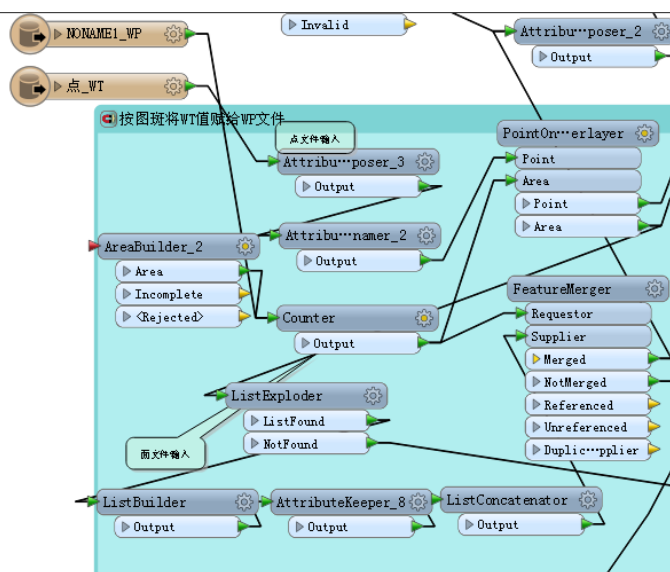 NONAME1_WP
Invalid
Attribu···poser_2
Output
点_WT
按图斑将WT值赋给WP文件
点文件输入
PointOn···erlayer
Point
Area
Point
Area
Attribu···poser_3
Output
Attribu···namer_2
Output
AreaBuilder_2
Area
Incomplete
<Rejected>
Counter
Output
FeatureMerger
Requestor
Supplier
Merged
NotMerged
Referenced
Unreferenced
Duplic···pplier
ListExploder
ListFound
NotFound
面文件输入
ListBuilder
Output
AttributeKeeper_8
Output
ListConcatenator
Output